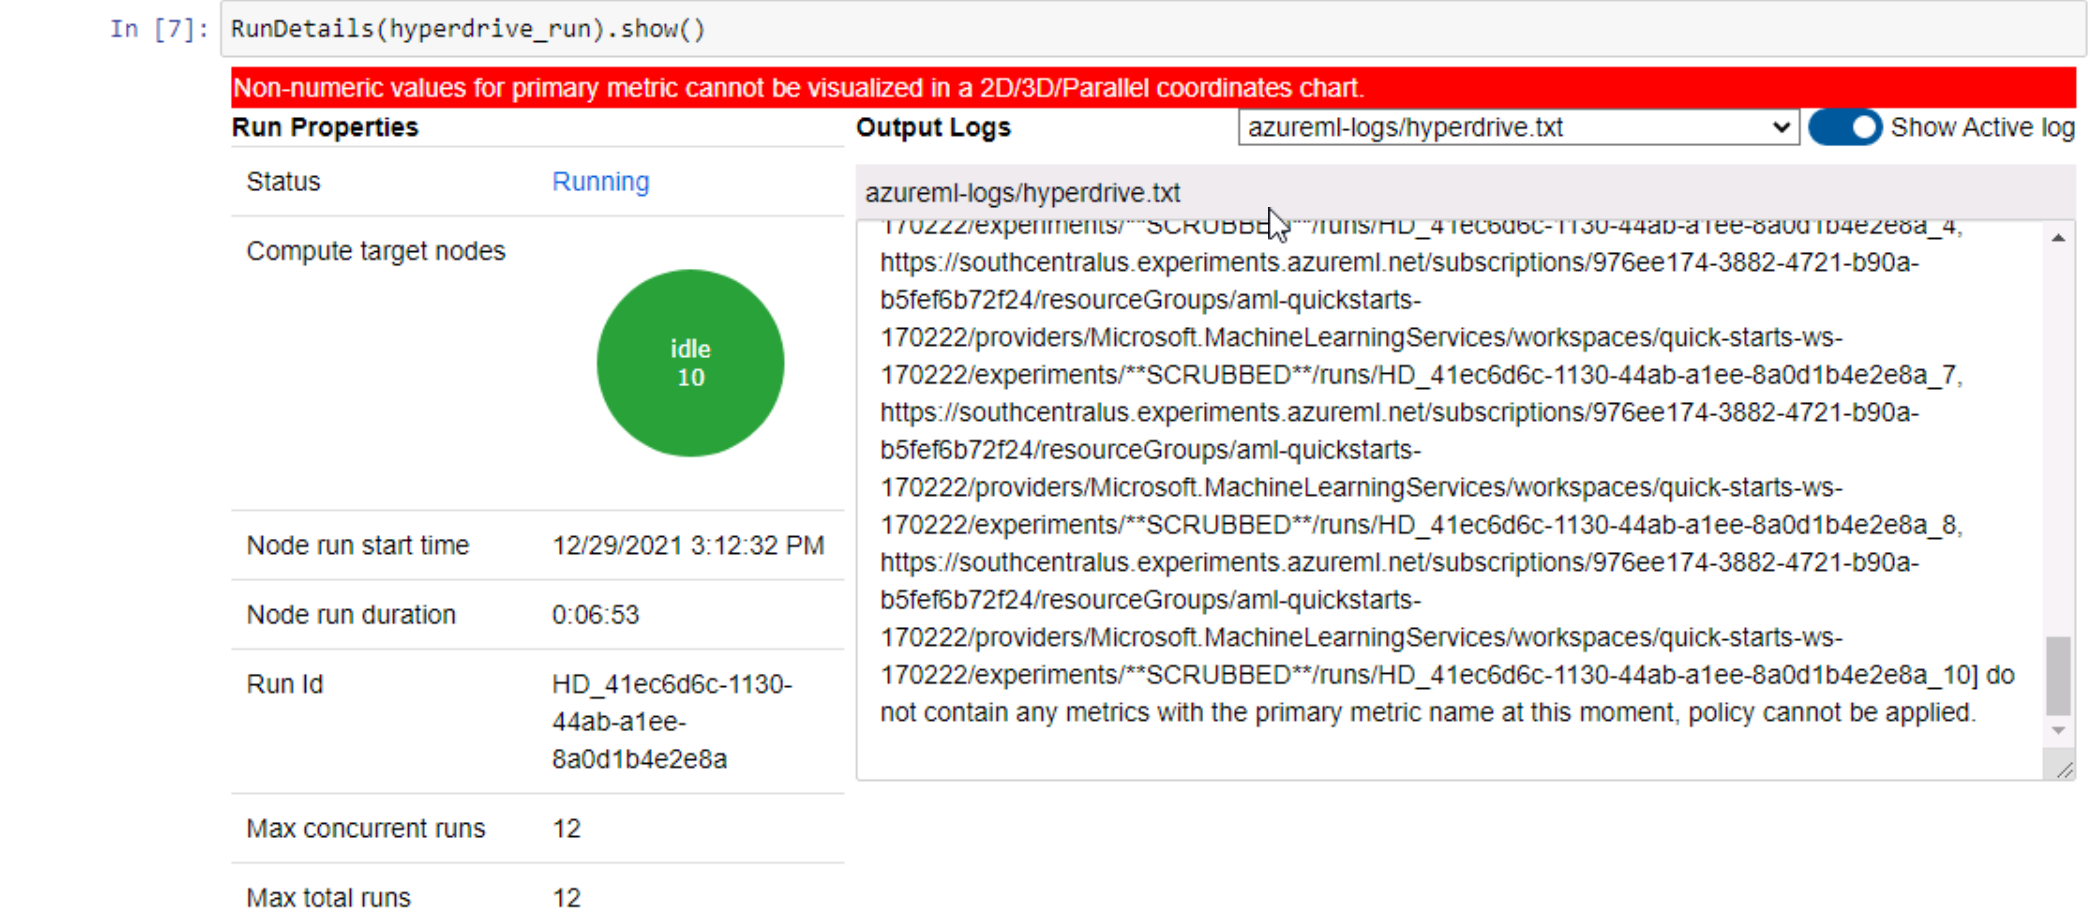 In [7]: RunDetails(hyperdrive_run).show()
Non-numeric values for primary metric cannot be visualized in a 2D/3D/Parallel coordinates chart.
Run Properties
Status Running
Compute target nodes
idle
10
Node run start time 12/29/2021 3:12:32 PM
Node run duration 0:06:53
Run Id HD_41ec6d6c-1130-
44ab-a1ee-
8a0d1b4e2e8a
Max concurrent runs 12
Max total runs 12
Output Logs azureml-logs/hyperdrive.txt Show Active log
azureml-logs/hyperdrive.txt
170222/experiments/**SCRUBBED**/runs/HD_41ec6d6c-1130-44ab-a1ee-8a0d1b4e2e8a_4,
https://southcentralus.experiments.azureml.net/subscriptions/976ee174-3882-4721-b90a-
b5fef6b72f24/resourceGroups/aml-quickstarts-
170222/providers/Microsoft.MachineLearningServices/workspaces/quick-starts-ws-
170222/experiments/**SCRUBBED**/runs/HD_41ec6d6c-1130-44ab-a1ee-8a0d1b4e2e8a_7,
https://southcentralus.experiments.azureml.net/subscriptions/976ee174-3882-4721-b90a-
b5fef6b72f24/resourceGroups/aml-quickstarts-
170222/providers/Microsoft.MachineLearningServices/workspaces/quick-starts-ws-
170222/experiments/**SCRUBBED**/runs/HD_41ec6d6c-1130-44ab-a1ee-8a0d1b4e2e8a_8,
https://southcentralus.experiments.azureml.net/subscriptions/976ee174-3882-4721-b90a-
b5fef6b72f24/resourceGroups/aml-quickstarts-
170222/providers/Microsoft.MachineLearningServices/workspaces/quick-starts-ws-
170222/experiments/**SCRUBBED**/runs/HD_41ec6d6c-1130-44ab-a1ee-8a0d1b4e2e8a_10] do
not contain any metrics with the primary metric name at this moment, policy cannot be applied.